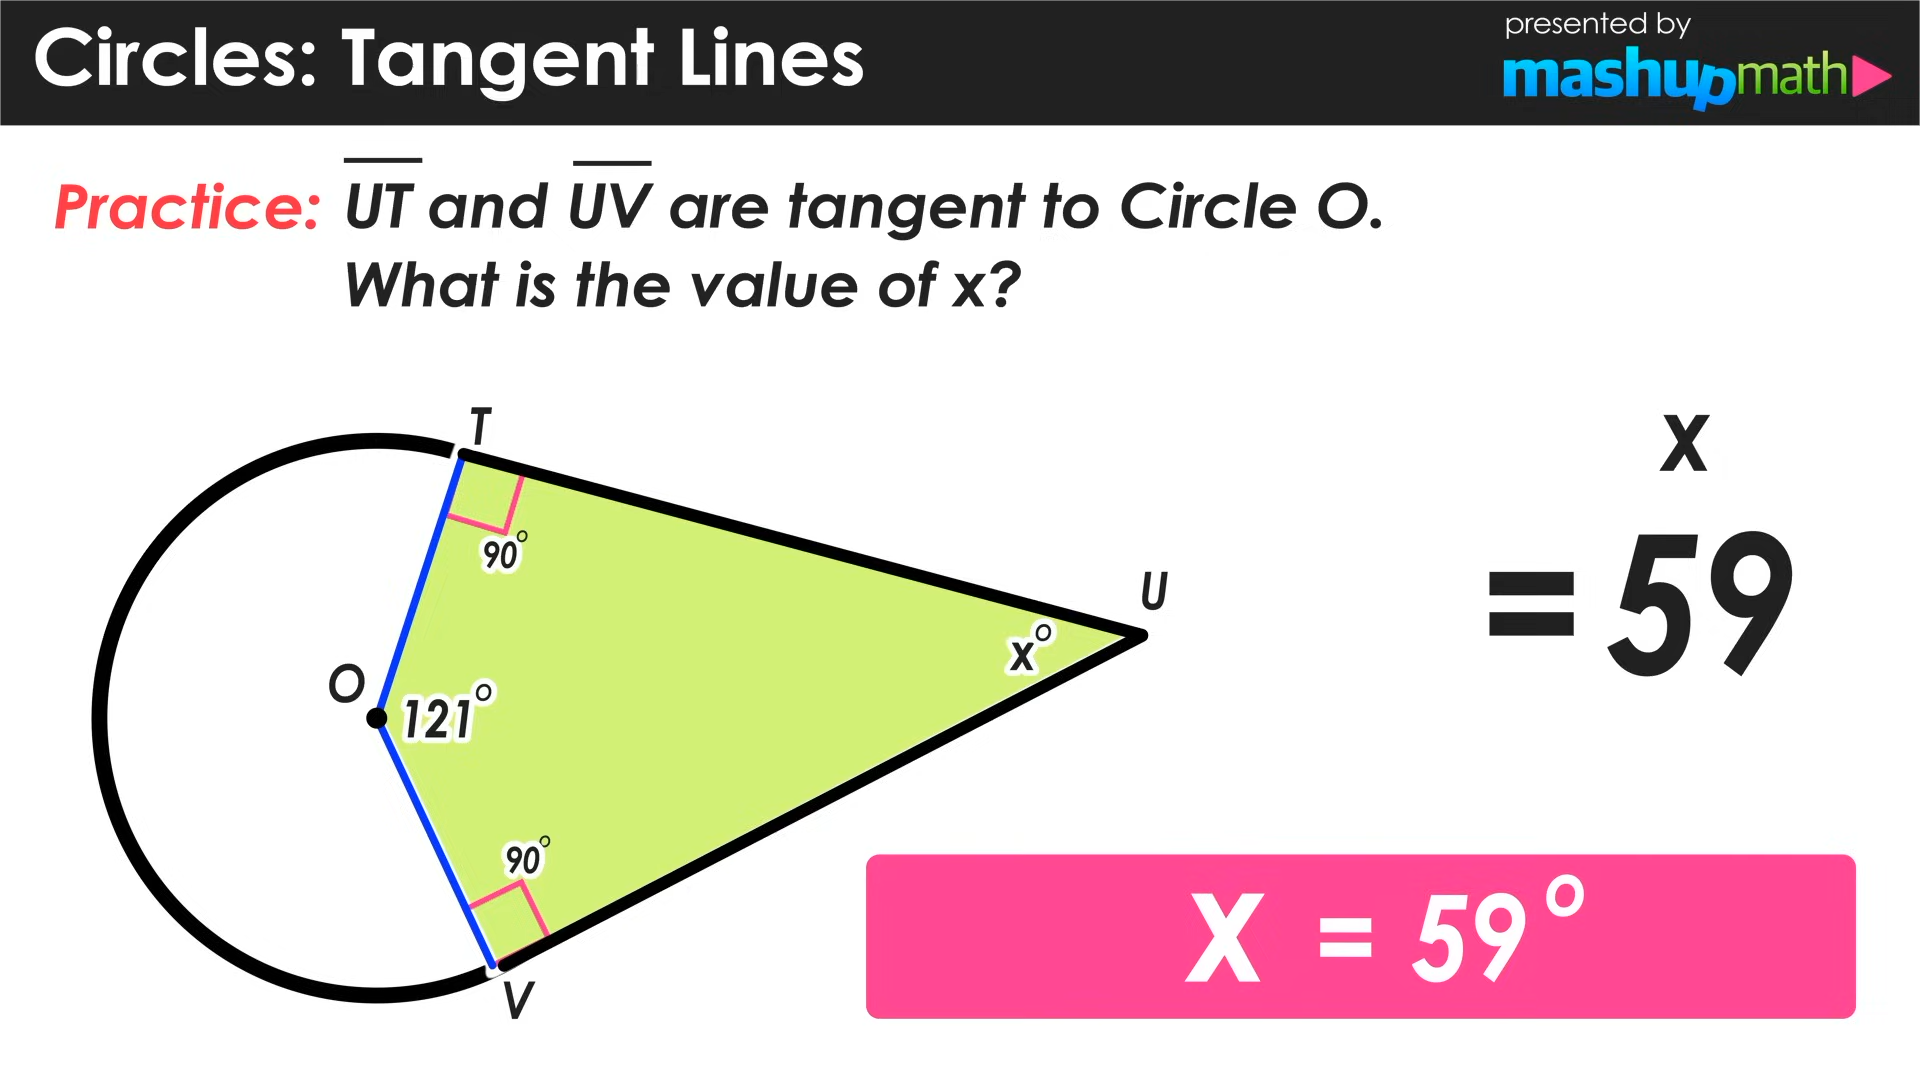 Circles: Tangent Lines
presented by
mashupmath
Practice: UT and UV are tangent to Circle O.
What is the value of x?
T
90°
U
x°
O
121°
90°
V
x
= 59
X = 59°